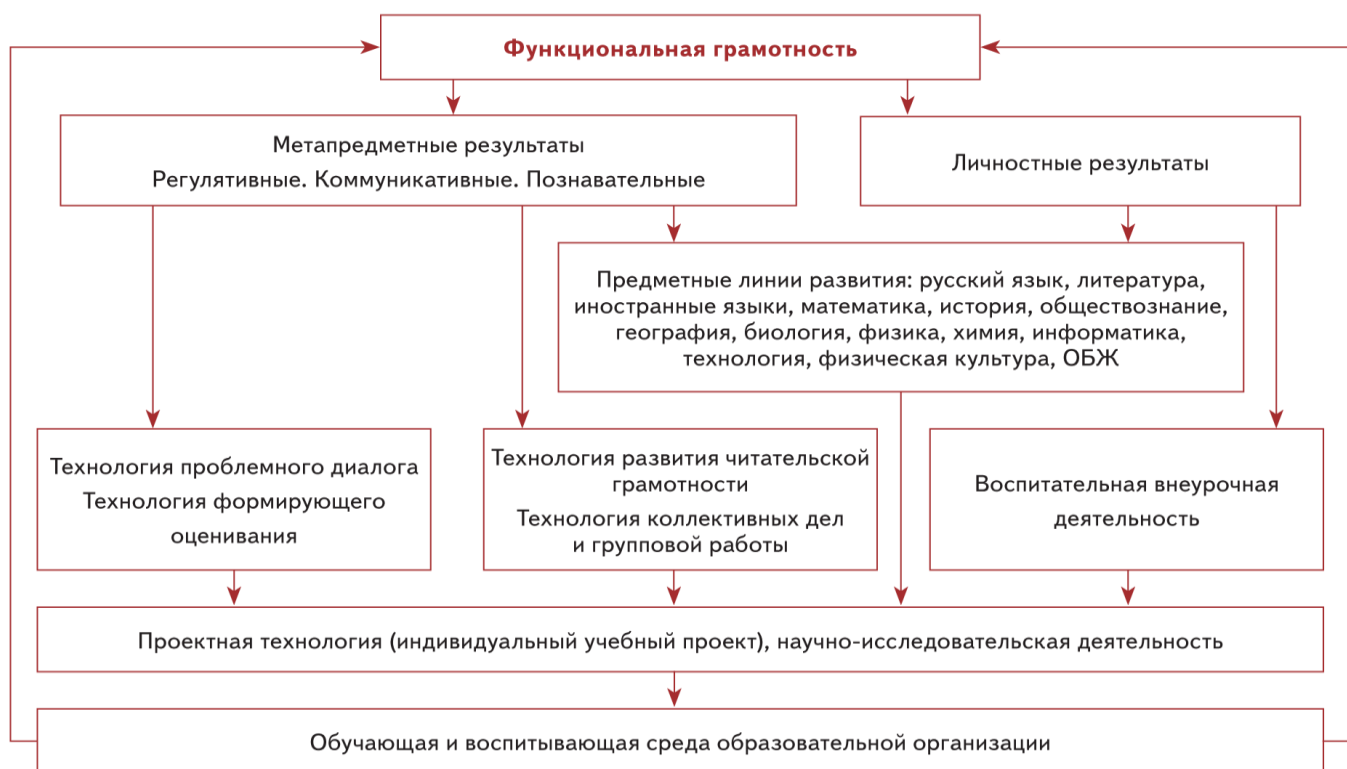 Функциональная грамотность
Метапредметные результаты
Регулятивные. Коммуникативные. Познавательные
Личностные результаты
Предметные линии развития: русский язык, литература,
иностранные языки, математика, история, обществознание,
география, биология, физика, химия, информатика,
технология, физическая культура, ОБЖ
Технология проблемного диалога
Технология формирующего
оценивания
Технология развития читательской
грамотности
Технология коллективных дел
и групповой работы
Воспитательная внеурочная
деятельность
Проектная технология (индивидуальный учебный проект), научно-исследовательская деятельность
Обучающая и воспитывающая среда образовательной организации